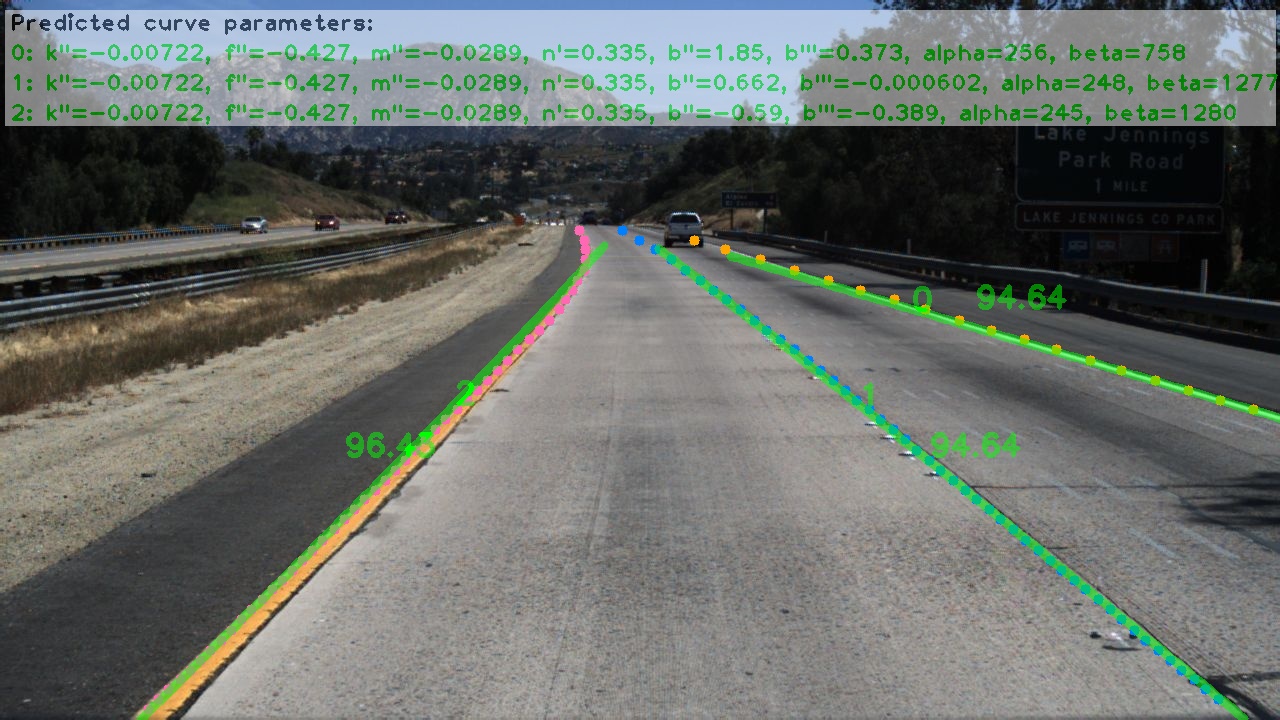 Predicted curve parameters:
0: k''=-0.00722, f''=-0.427, m''=-0.0289, n'=0.335, b''=1.85, b'''=0.373, alpha=256, beta=758
1: k''=-0.00722, f''=-0.427, m''=-0.0289, n'=0.335, b''=0.662, b'''=-0.000602, alpha=248, beta=1277
2: k''=-0.00722, f''=-0.427, m''=-0.0289, n'=0.335, b''=-0.59, b'''=-0.389, alpha=245, beta=1280
Lake Jennings
Park Road
1 MILE
LAKE JENNINGS CO PARK
Alpine
El Centro
0 94.64
2 1
96.45 94.64